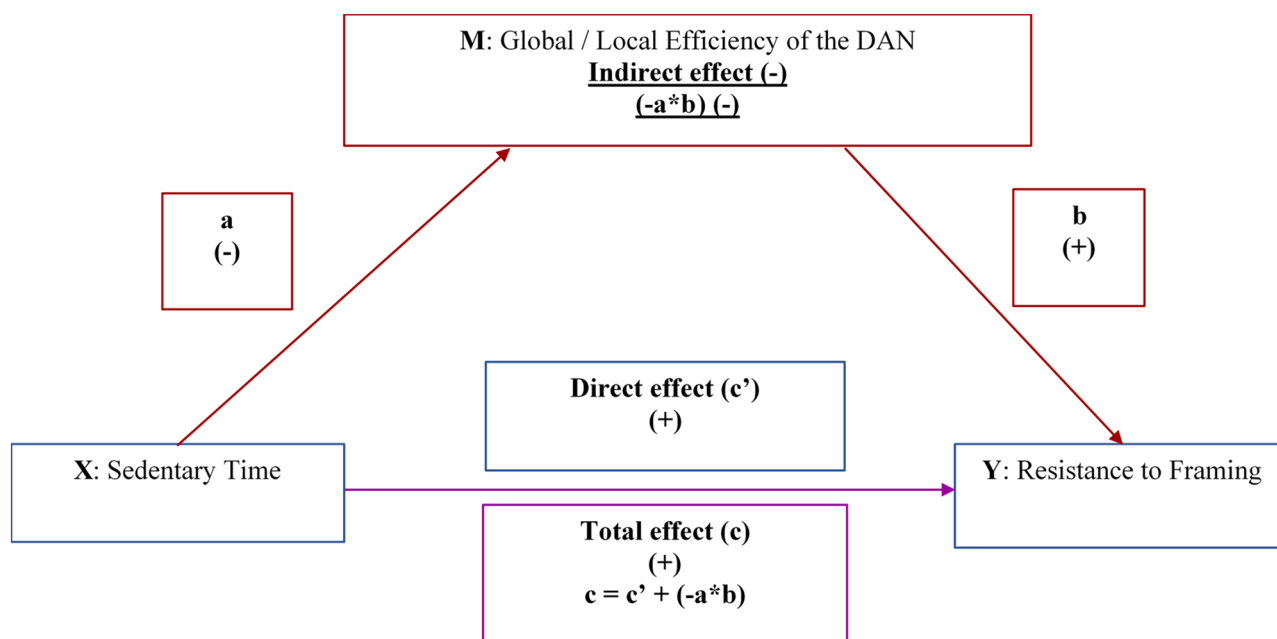 M: Global / Local Efficiency of the DAN
Indirect effect (-)
(-a*b) (-)
a
(-)
b
(+)
Direct effect (c’)
(+)
X: Sedentary Time
Y: Resistance to Framing
Total effect (c)
(+)
c = c’ + (-a*b)